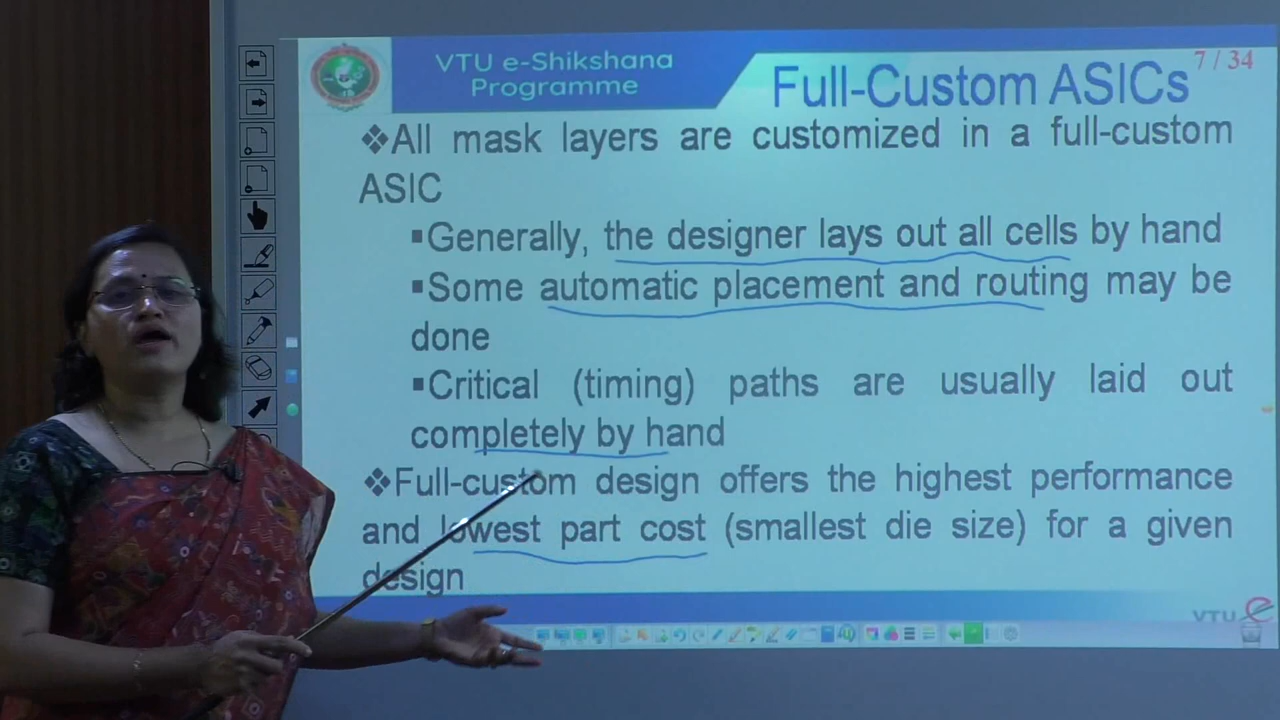 VTU e-Shikshana
Programme
Full-Custom ASICs
7 / 34
❖All mask layers are customized in a full-custom
ASIC
▪Generally, the designer lays out all cells by hand
▪Some automatic placement and routing may be
done
▪Critical (timing) paths are usually laid out
completely by hand
❖Full-custom design offers the highest performance
and lowest part cost (smallest die size) for a given
design
VTU e